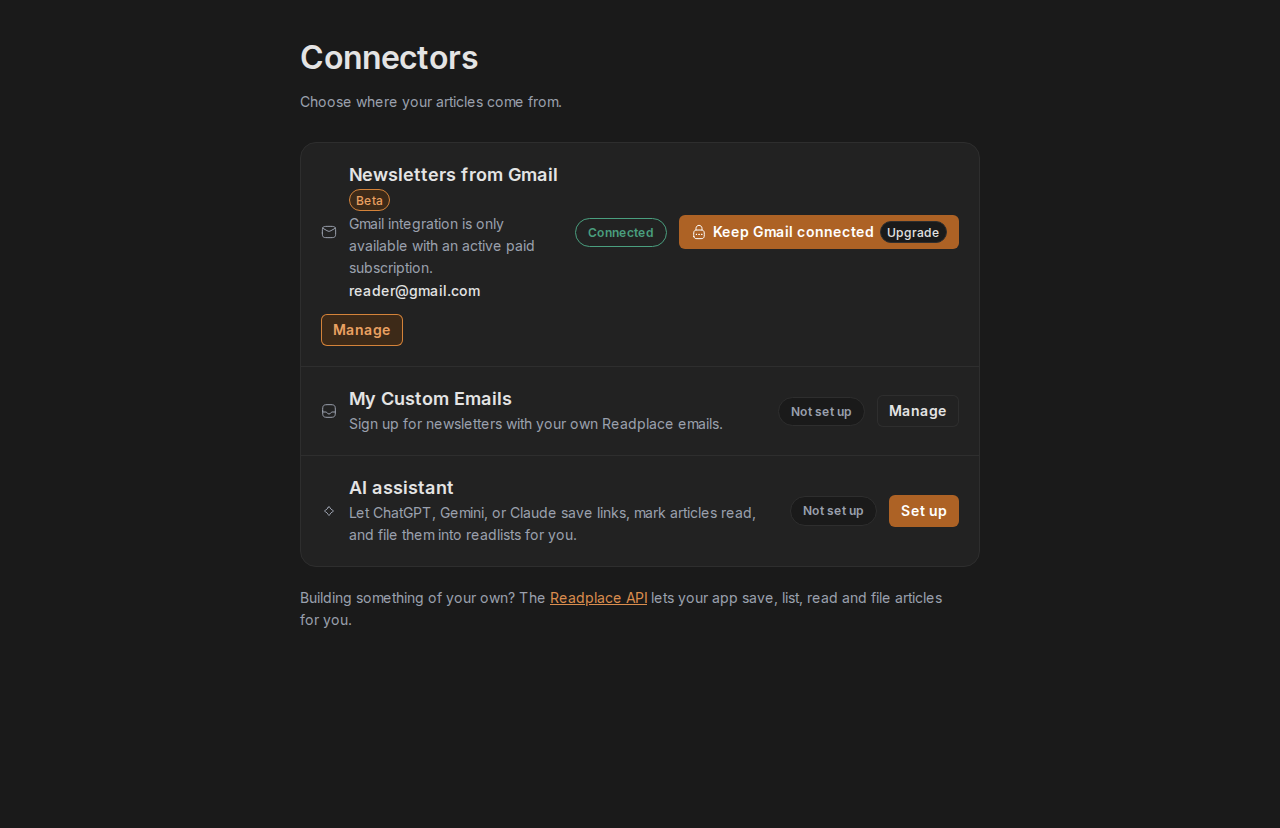 Connectors
Choose where your articles come from.
Newsletters from Gmail
Beta
Gmail integration is only
available with an active paid
subscription.
reader@gmail.com
Connected
Keep Gmail connected Upgrade
Manage
My Custom Emails
Sign up for newsletters with your own Readplace emails.
Not set up
Manage
AI assistant
Let ChatGPT, Gemini, or Claude save links, mark articles read,
and file them into readlists for you.
Not set up
Set up
Building something of your own? The Readplace API lets your app save, list, read and file articles
for you.